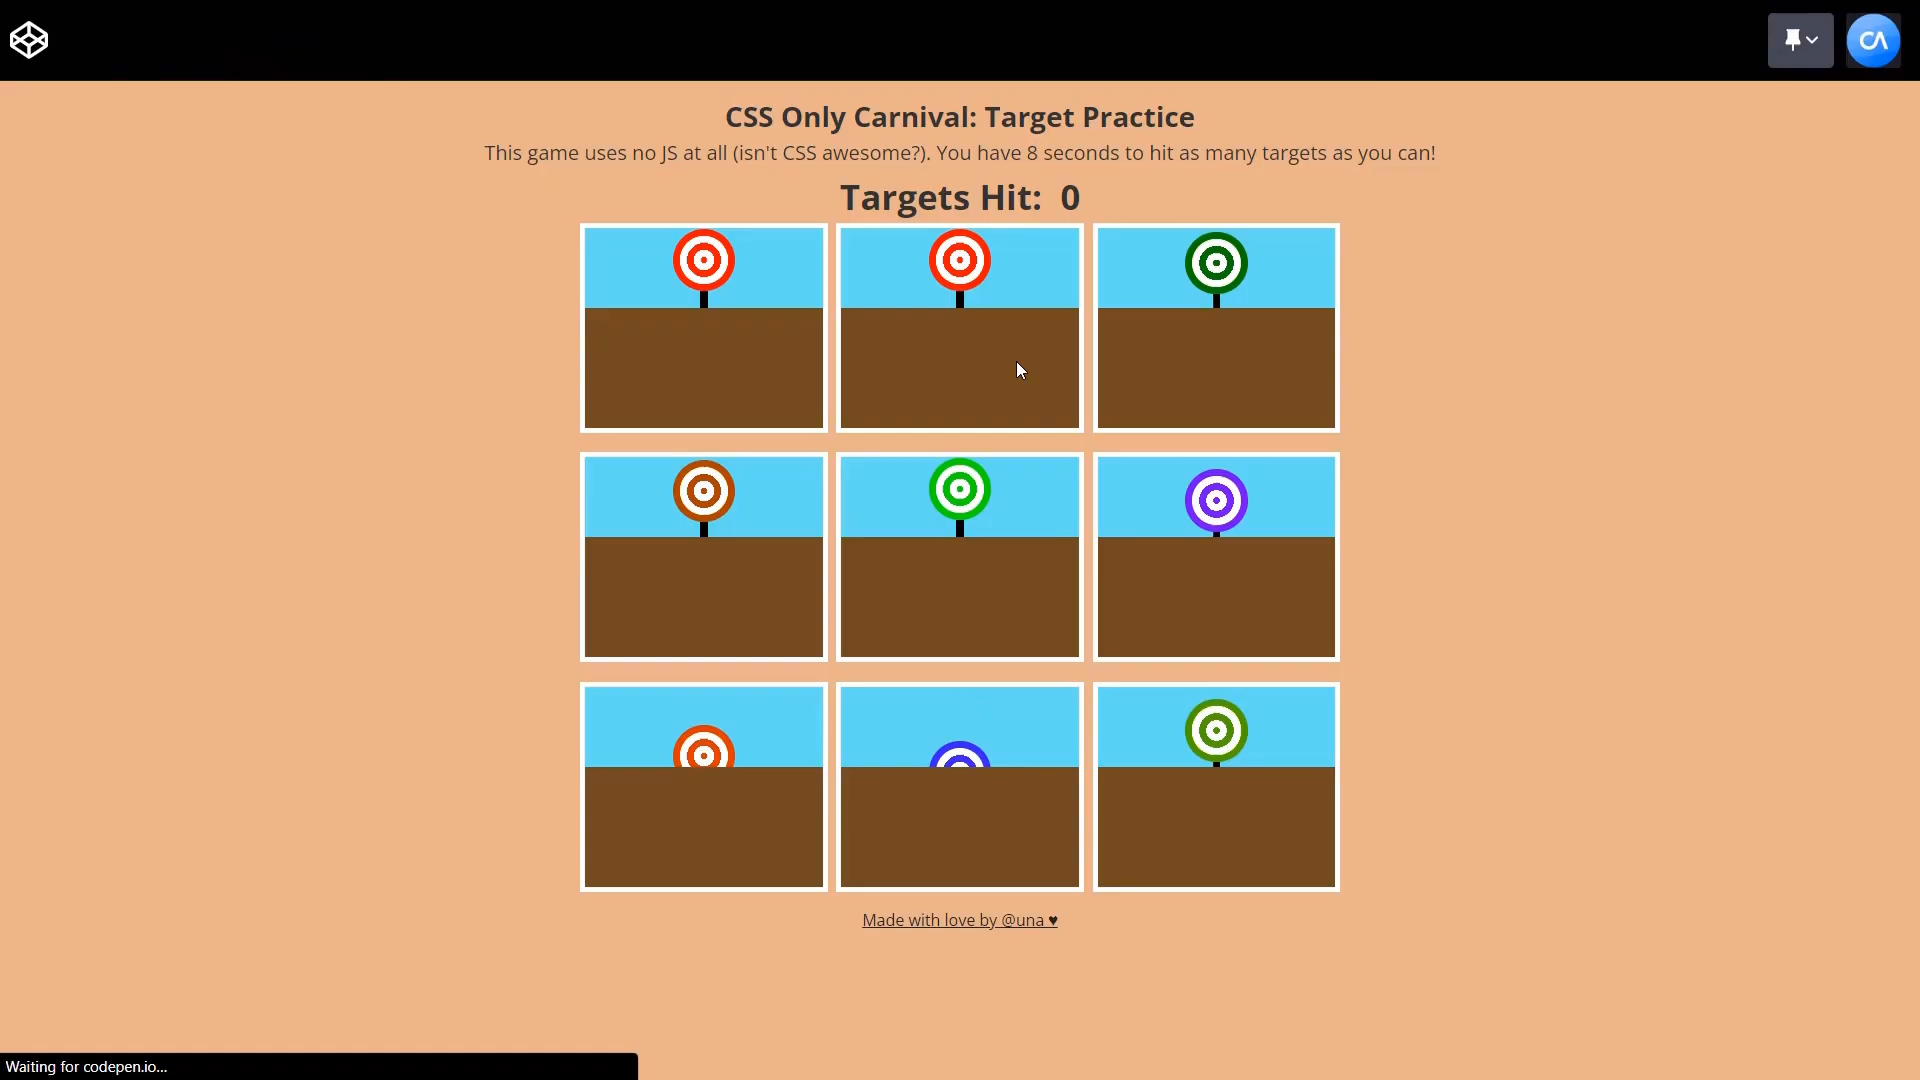 CSS Only Carnival: Target Practice
This game uses no JS at all (isn't CSS awesome?). You have 8 seconds to hit as many targets as you can!
Targets Hit: 0
Made with love by @una ♥
Waiting for codepen.io...